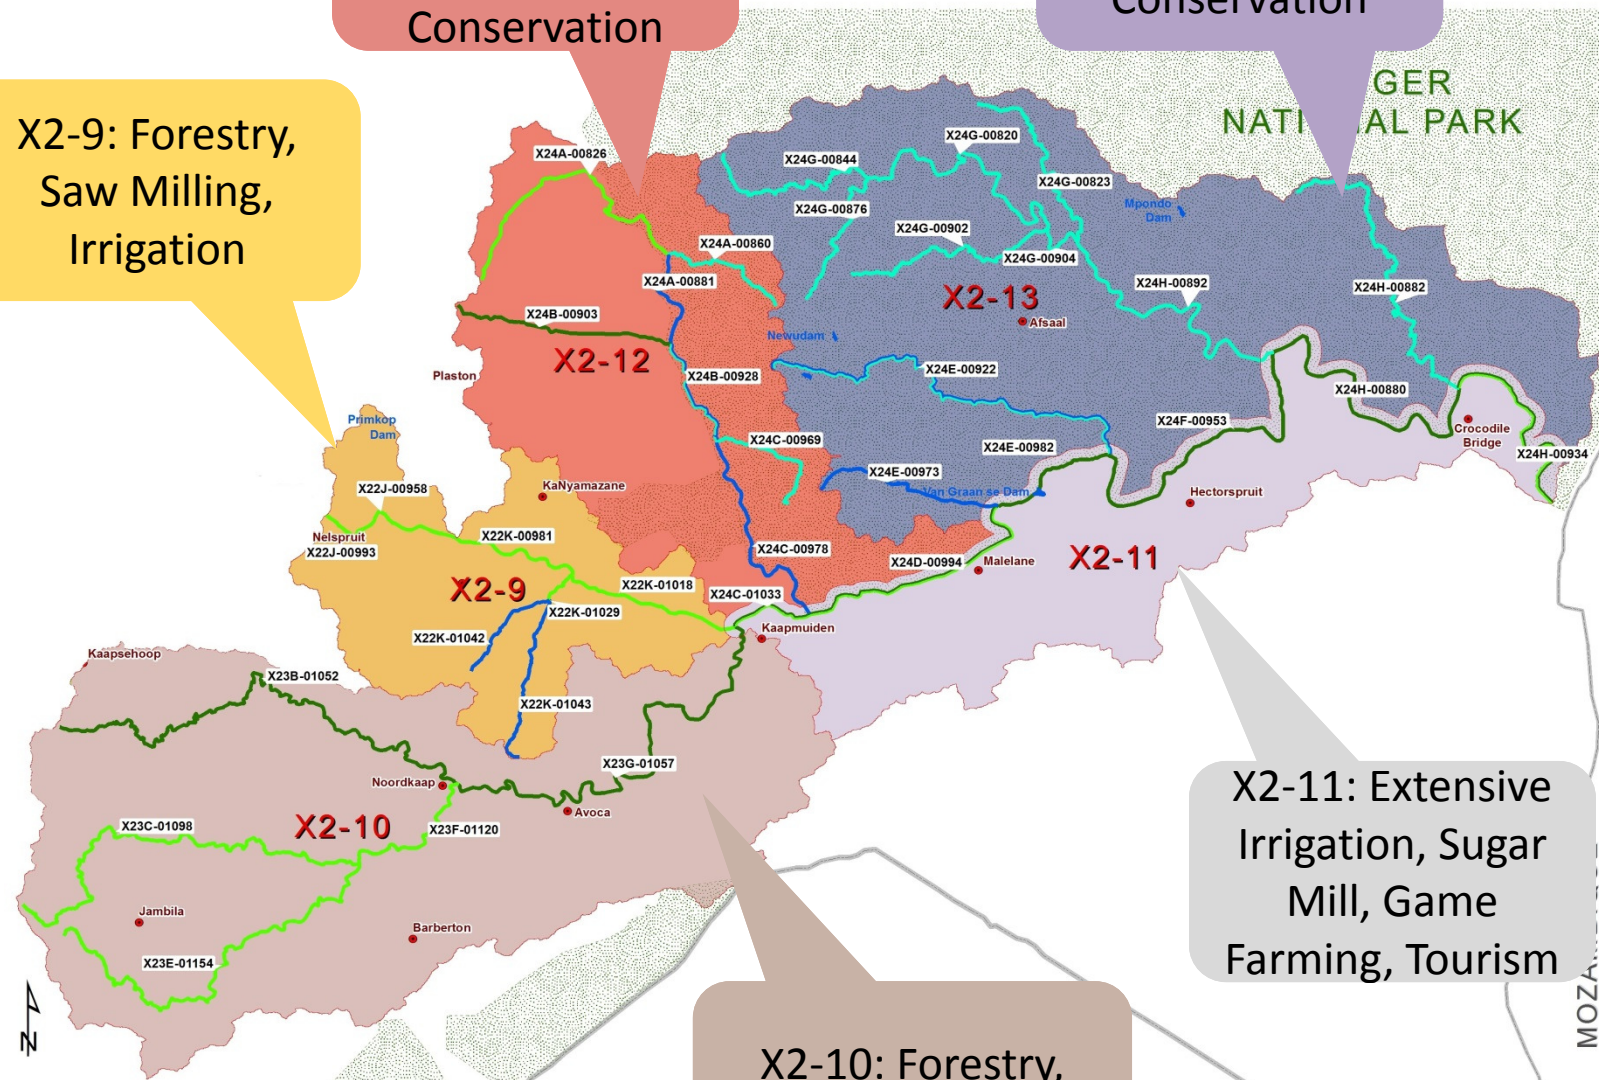 Conservation
Conservation
GER
NATI NAL PARK
X2-9: Forestry,
Saw Milling,
Irrigation
X24A-00826
X24G-00820
X24G-00844
X24G-00823
X24G-00876
Mpondo
Dam
X24G-00902
X24A-00860
X24G-00904
X24A-00881
X24H-00892
X24H-00882
X2-13
Afsaal
X24B-00903
Newudam
X2-12
Plaston
X24B-00928
X24E-00922
X24H-00880
Primkop
Dam
X24F-00953
Crocodile
Bridge
X24C-00969
X24E-00982
X24H-00934
X24E-00973
KaNyamazane
X22J-00958
Van Graan se Dam
Hectorspruit
Nelspruit
X22J-00993
X22K-00981
X24C-00978
X24D-00994
Malelane
X2-11
X2-9
X22K-01018
X24C-01033
X22K-01029
Kaapmuiden
X22K-01042
Kaapsehoop
X23B-01052
X22K-01043
X23G-01057
Noordkaap
Avoca
X2-10
X23C-01098
X23F-01120
X2-11: Extensive
Irrigation, Sugar
Mill, Game
Farming, Tourism
Jambila
Barberton
X23E-01154
N
MOZA
X2-10: Forestry,